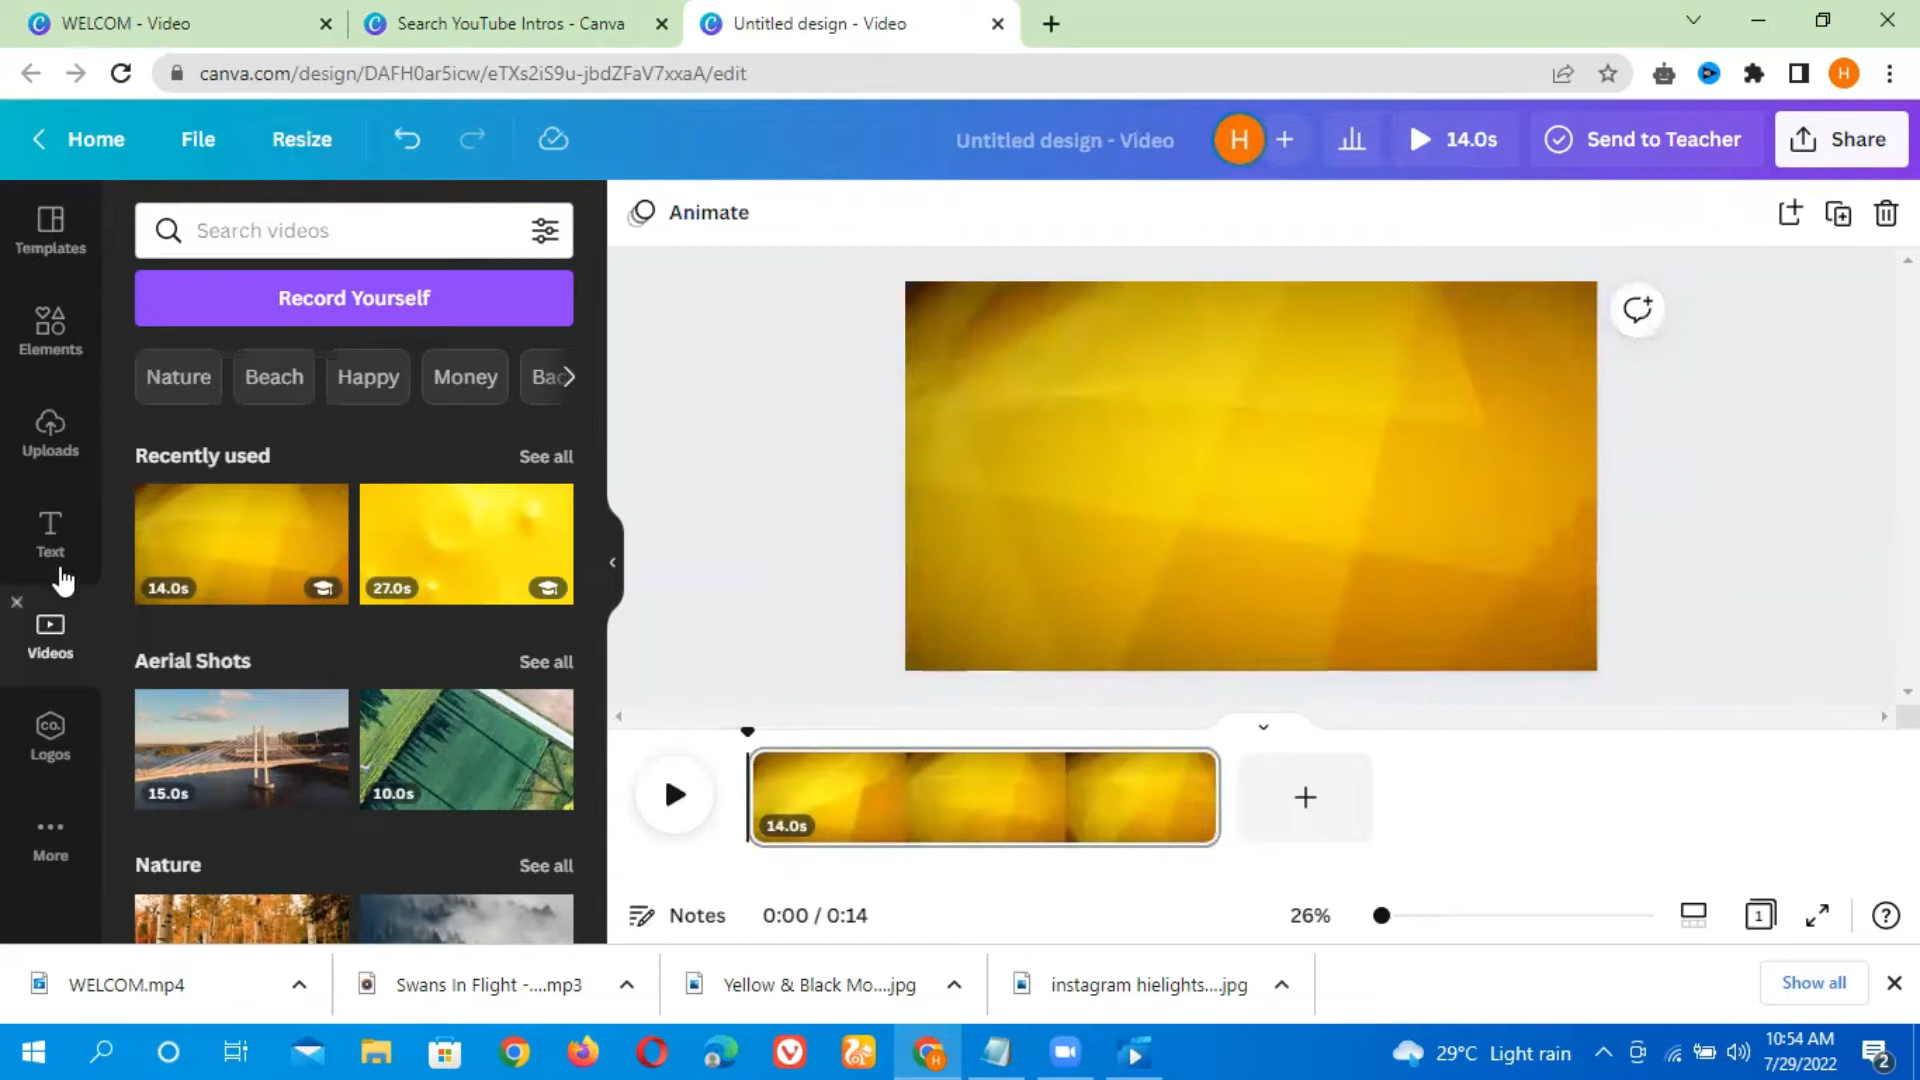 WELCOM - Video
Search YouTube Intros - Canva
Untitled design - Video
canva.com/design/DAFH0ar5icw/eTXs2iS9u-jbdZFaV7xxaA/edit
H
Home
File
Resize
Untitled design - Video
H
14.0s
Send to Teacher
Share
Templates
Elements
Uploads
Text
Videos
co.
Logos
More
Search videos
Record Yourself
Nature
Beach
Happy
Money
Bac
Recently used
See all
14.0s
27.0s
Aerial Shots
See all
15.0s
10.0s
Nature
See all
Animate
14.0s
Notes
0:00 / 0:14
26%
1
WELCOM.mp4
Swans In Flight -....mp3
Yellow & Black Mo....jpg
instagram hielights....jpg
Show all
29°C Light rain
10:54 AM
7/29/2022
2